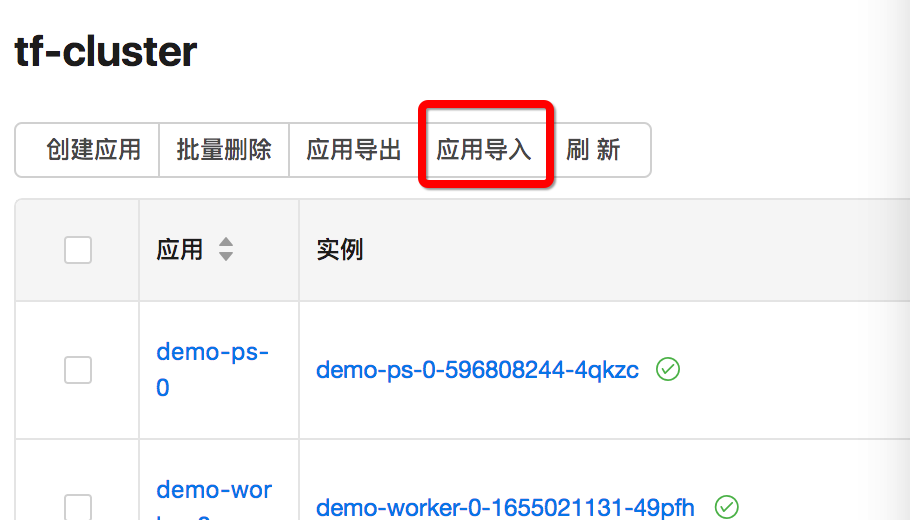 tf-cluster
创建应用 批量删除 应用导出 应用导入 刷 新
应用 实例
demo-ps-
0
demo-ps-0-596808244-4qkzc
demo-wor
demo-worker-0-1655021131-49pfh